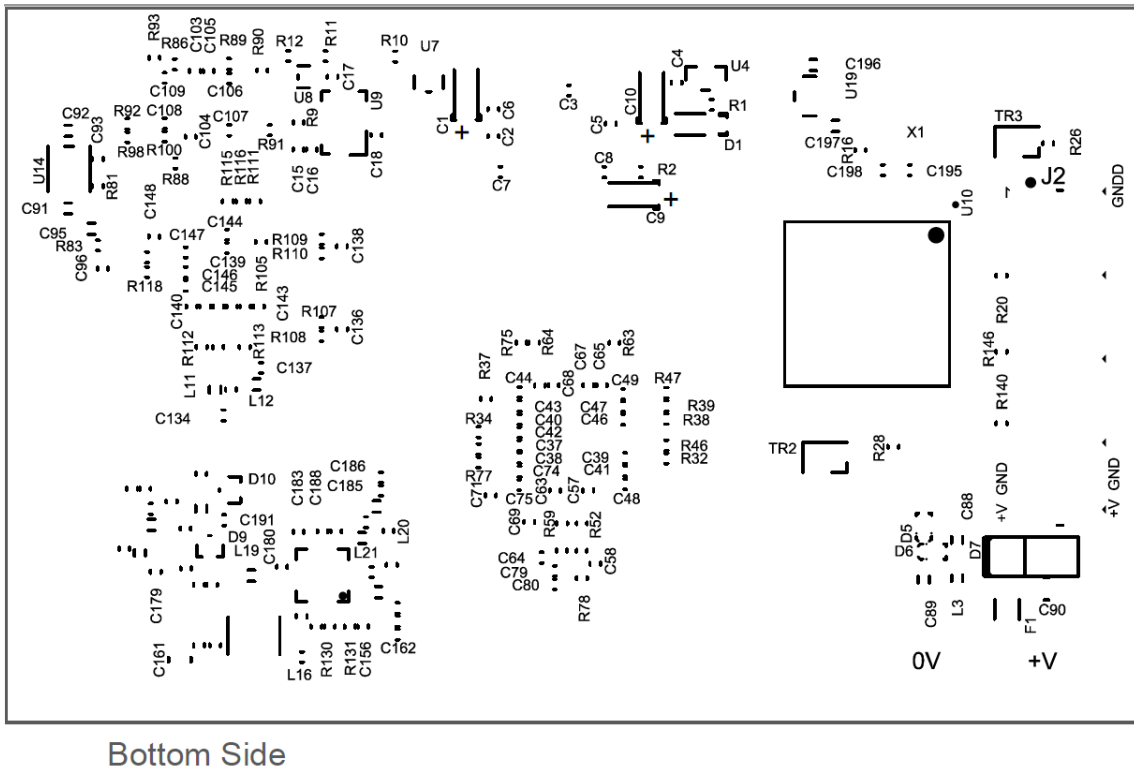 R93
R86
C103
C105
R89
R90
R12
R11
R10
U7
C4
U4
C196
U19
C109
C106
U8
C17
U9
C3
C10
R1
C6
C92
C93
R92
C108
C107
C104
R9
C1
+
C2
C5
+
D1
C197
X1
TR3
R26
U14
R98
R100
R91
C18
R16
R81
R88
R115
R116
R111
C15
C16
C7
C8
R2
C198
C195
J2
GNDD
C91
C148
C9
+
1
U10
C95
R83
C96
C147
C144
R109
R110
C138
C139
C146
C145
R105
R118
C140
C143
R107
R20
R112
R113
R108
C136
R75
R64
C67
C65
R63
R146
C137
R37
C44
C68
C49
R47
R140
L11
L12
C134
C43
C40
C42
C47
C46
R39
R38
R34
C37
C38
C74
C39
C41
R46
R32
TR2
R28
R77
C71
C75
C63
C57
C48
D10
C183
C188
C186
C185
+V GND
+V GND
C191
C69
R59
R52
C88
D9
L19
C180
L21
L20
D5
D6
D7
C64
C79
C80
C58
C179
R78
C89
L3
C90
F1
C161
L16
R130
R131
C156
C162
0V
+V
Bottom Side